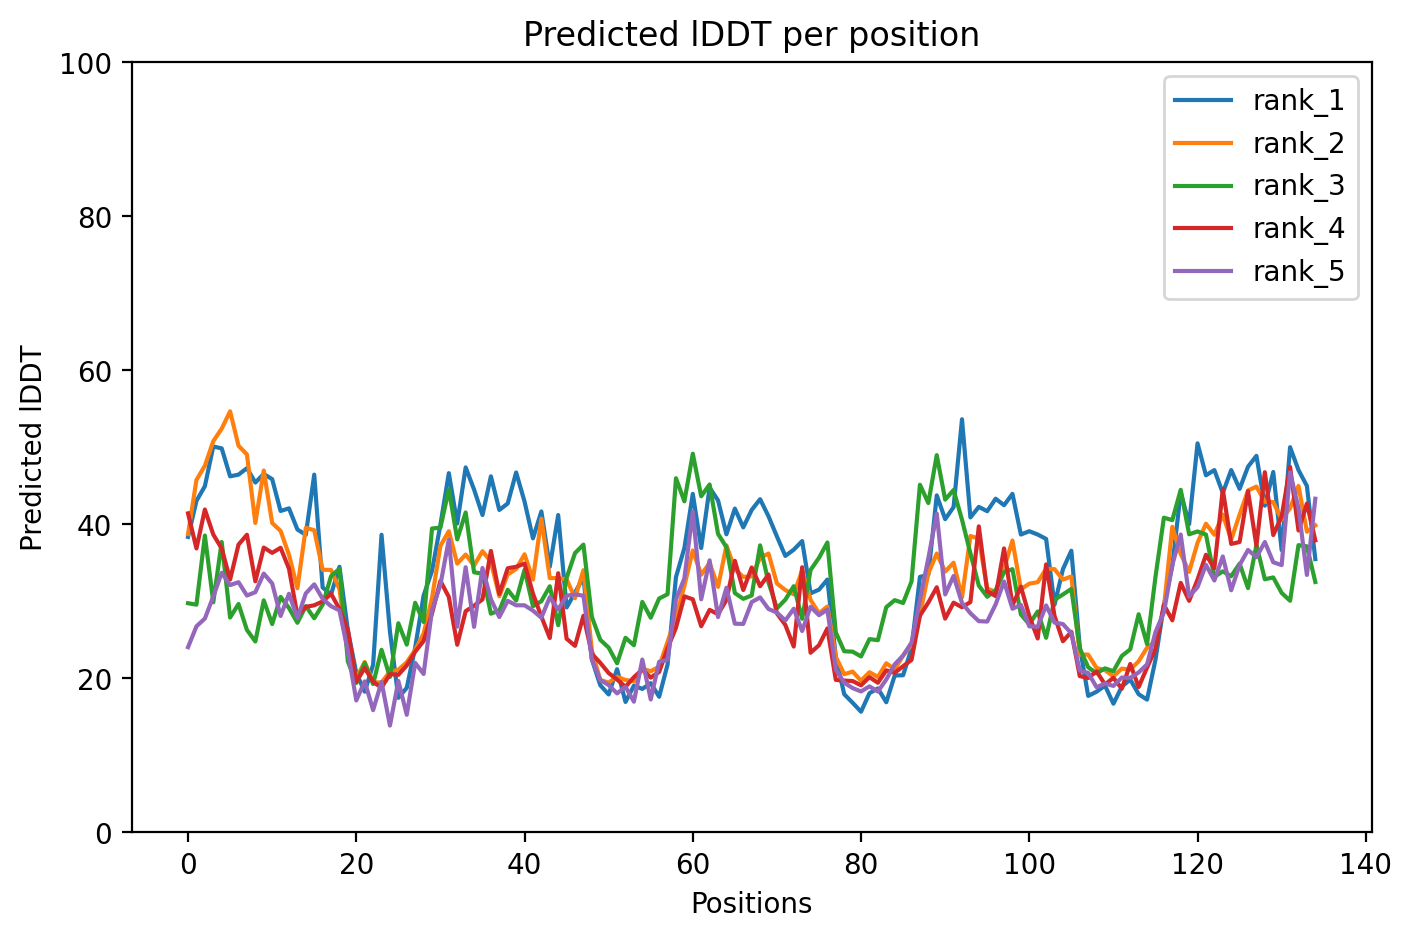 Predicted lDDT per position
100
80
60
40
20
0
Predicted lDDT
0 20 40 60 80 100 120 140
Positions
rank_1
rank_2
rank_3
rank_4
rank_5